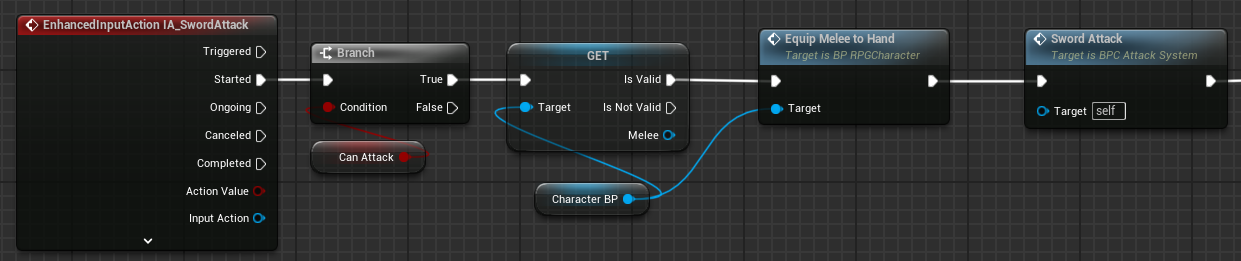 EnhancedInputAction IA_SwordAttack
Triggered
Started
Ongoing
Canceled
Completed
Action Value
Input Action
Branch
True
Condition
False
Can Attack
GET
Is Valid
Target
Is Not Valid
Melee
Character BP
Equip Melee to Hand
Target is BP RPGCharacter
Target
Sword Attack
Target is BPC Attack System
Target self